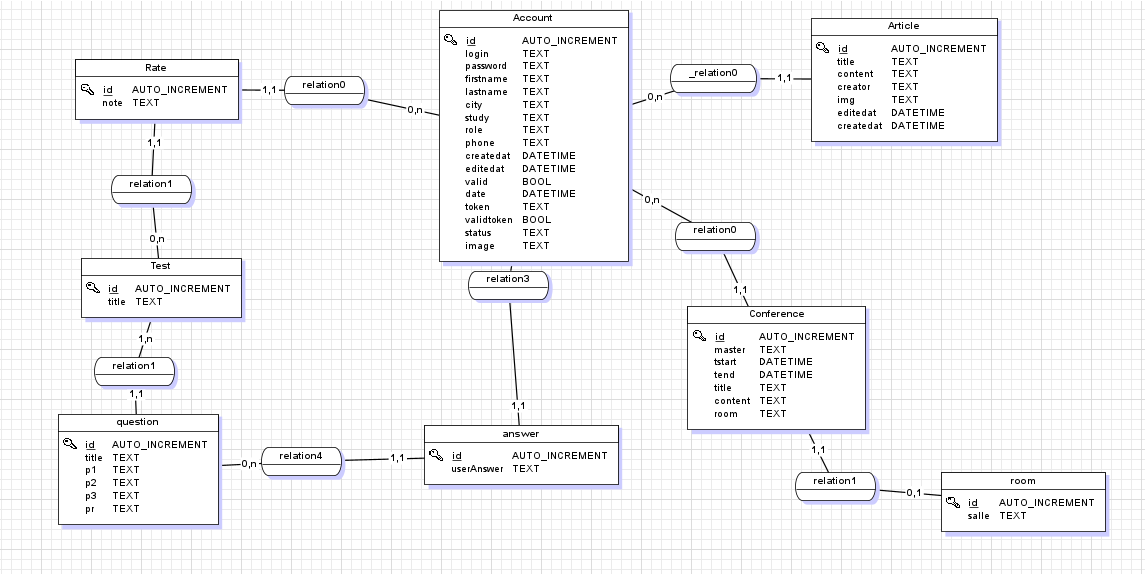 Account
id AUTO_INCREMENT
login TEXT
password TEXT
firstname TEXT
lastname TEXT
city TEXT
study TEXT
role TEXT
phone TEXT
createdat DATETIME
editedat DATETIME
valid BOOL
date DATETIME
token TEXT
validtoken BOOL
status TEXT
image TEXT
Article
id AUTO_INCREMENT
title TEXT
content TEXT
creator TEXT
img TEXT
editedat DATETIME
createdat DATETIME
Rate
id AUTO_INCREMENT
note TEXT
1,1
relation0
0,n
0,n
_relation0
1,1
1,1
relation1
0,n
Test
id AUTO_INCREMENT
title TEXT
1,n
relation1
1,1
question
id AUTO_INCREMENT
title TEXT
p1 TEXT
p2 TEXT
p3 TEXT
pr TEXT
0,n
relation4
1,1
relation3
1,1
answer
id AUTO_INCREMENT
userAnswer TEXT
0,n
relation0
1,1
Conference
id AUTO_INCREMENT
master TEXT
tstart DATETIME
tend DATETIME
title TEXT
content TEXT
room TEXT
1,1
relation1
0,1
room
id AUTO_INCREMENT
salle TEXT